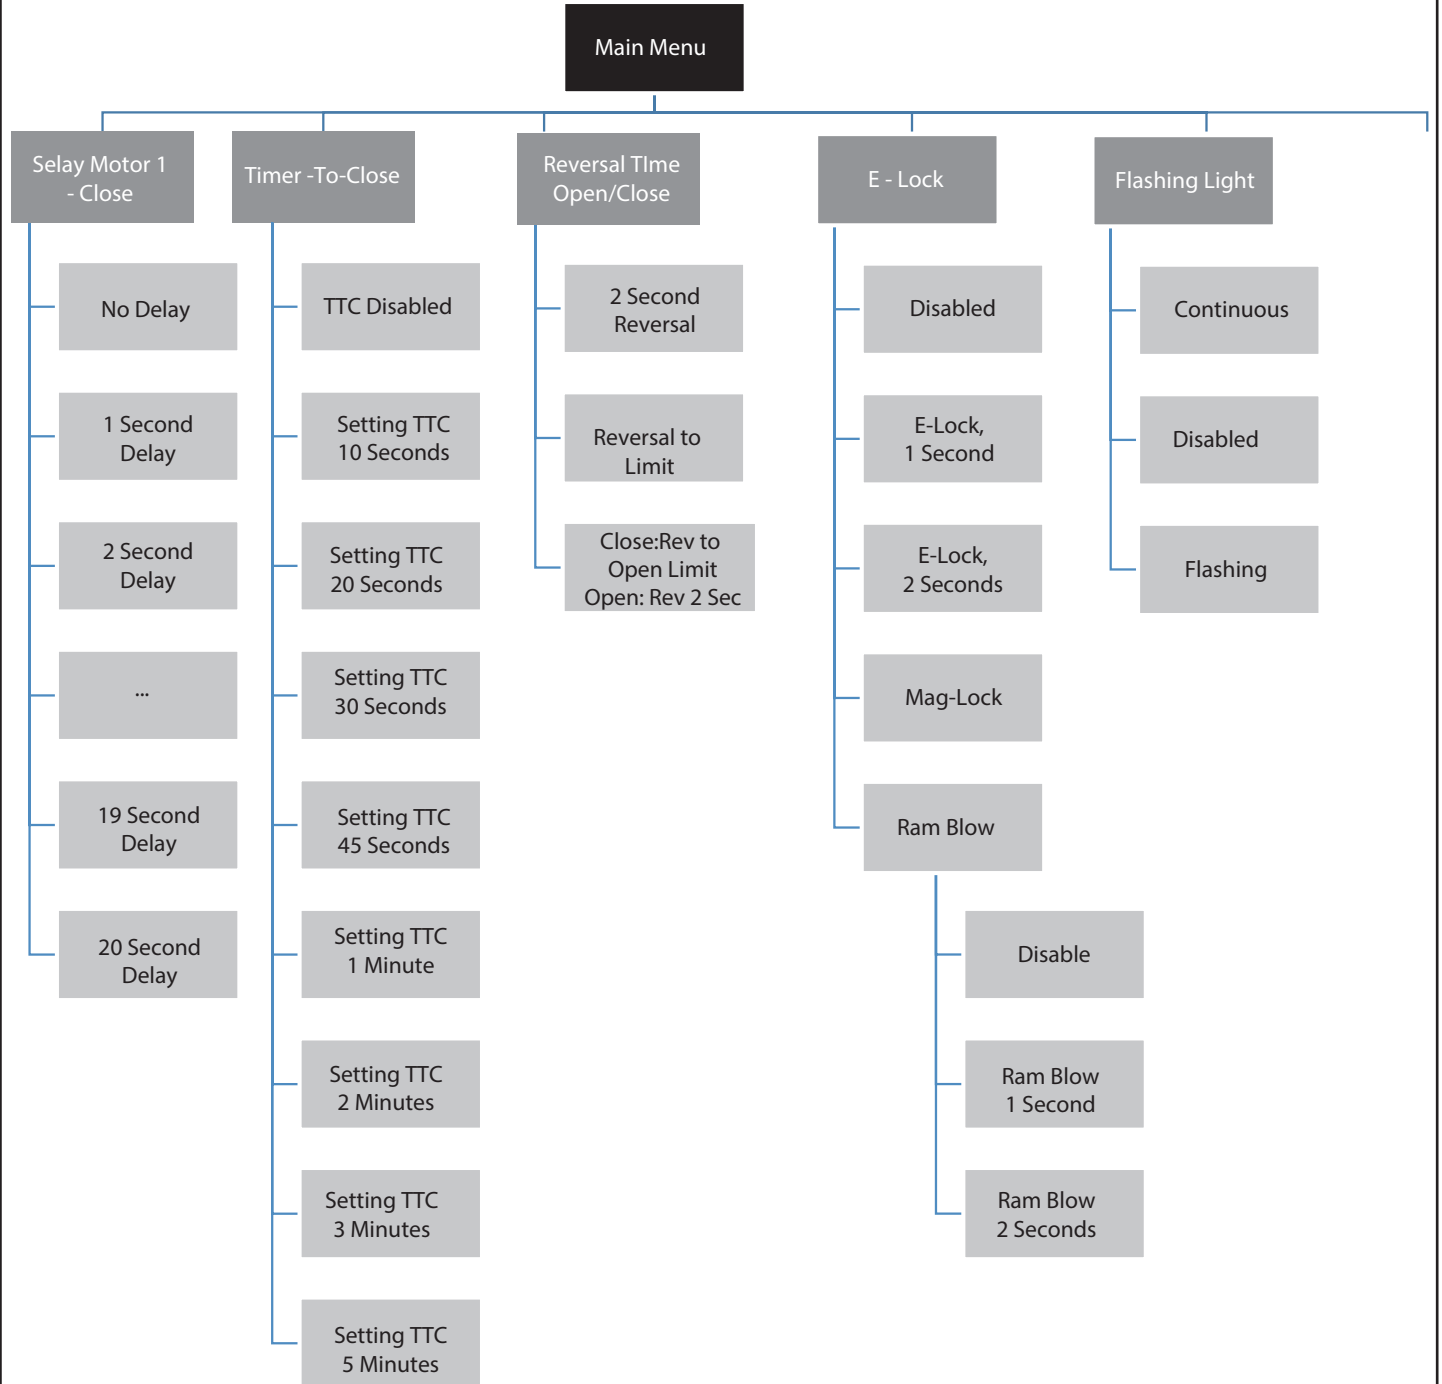 Main Menu
Selay Motor 1
- Close
No Delay
1 Second
Delay
2 Second
Delay
...
19 Second
Delay
20 Second
Delay
Timer -To-Close
TTC Disabled
Setting TTC
10 Seconds
Setting TTC
20 Seconds
Setting TTC
30 Seconds
Setting TTC
45 Seconds
Setting TTC
1 Minute
Setting TTC
2 Minutes
Setting TTC
3 Minutes
Setting TTC
5 Minutes
Reversal TIme
Open/Close
2 Second
Reversal
Reversal to
Limit
Close:Rev to
Open Limit
Open: Rev 2 Sec
E - Lock
Disabled
E-Lock,
1 Second
E-Lock,
2 Seconds
Mag-Lock
Ram Blow
Disable
Ram Blow
1 Second
Ram Blow
2 Seconds
Flashing Light
Continuous
Disabled
Flashing